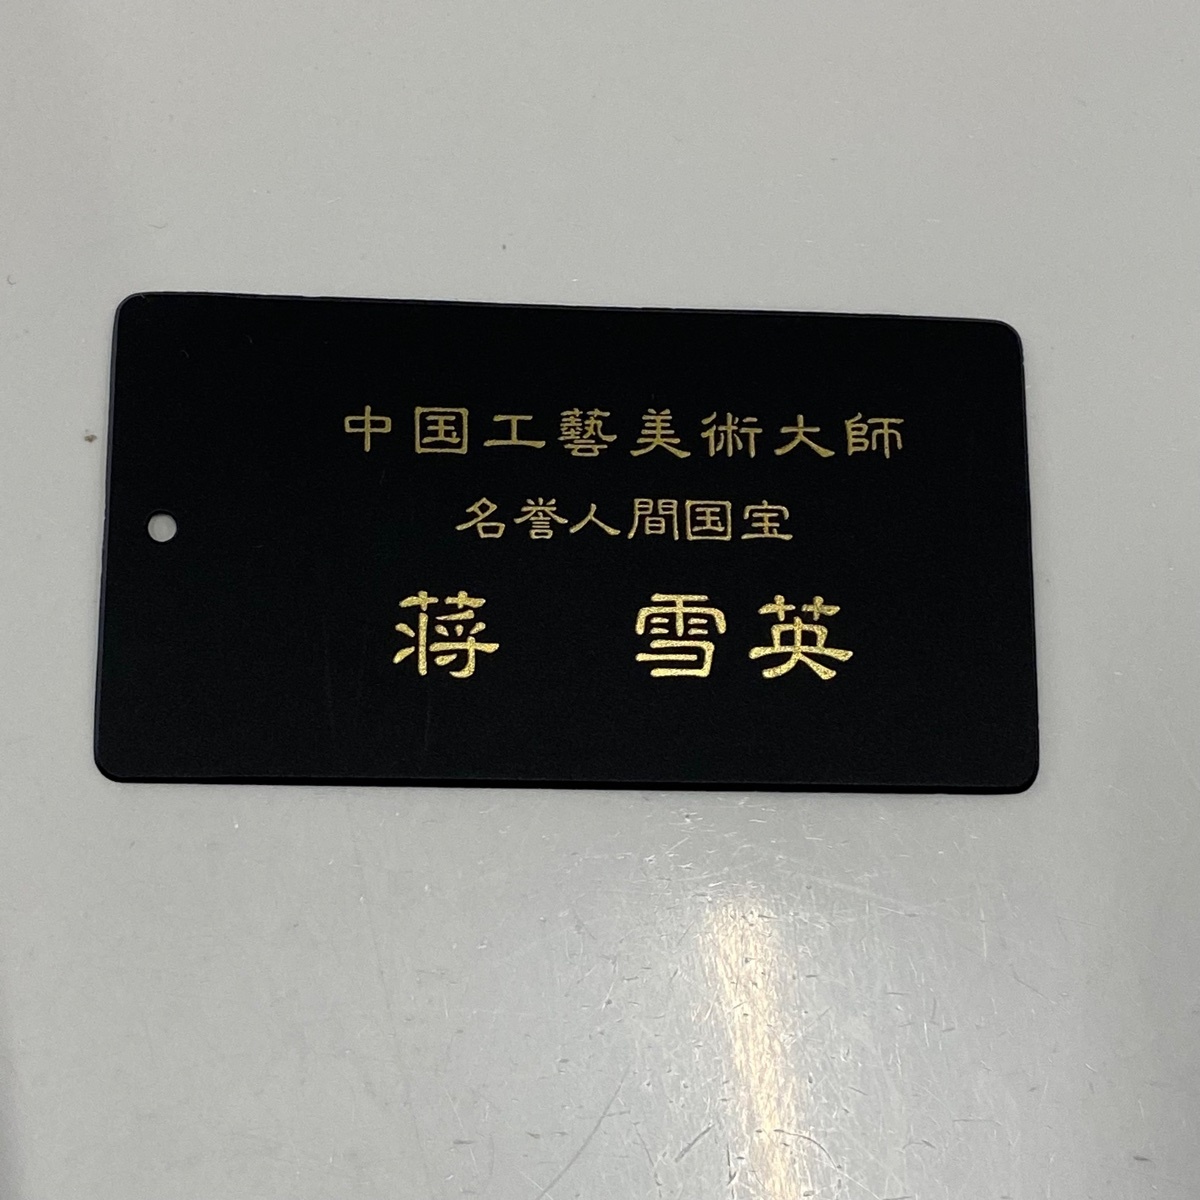 中国工藝美術大師
名誉人間国宝
蒋 雪英